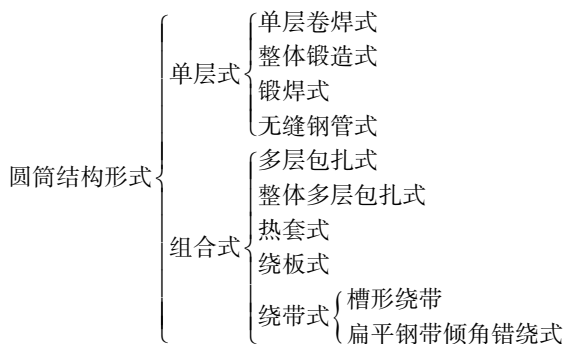 圆筒结构形式
单层式
单层卷焊式
整体锻造式
锻焊式
无缝钢管式
组合式
多层包扎式
整体多层包扎式
热套式
绕板式
绕带式
槽形绕带
扁平钢带倾角错绕式